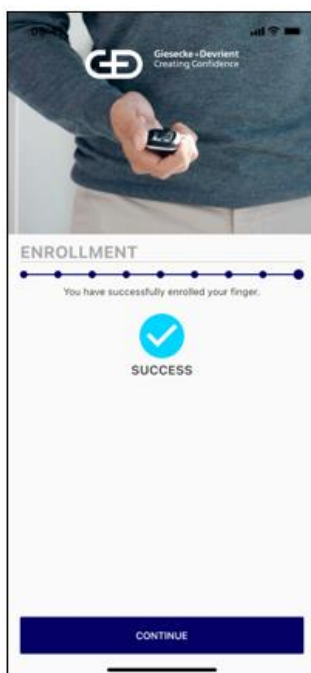 Giesecke+Devrient
Creating Confidence
ENROLLMENT
You have successfully enrolled your finger.
SUCCESS
CONTINUE